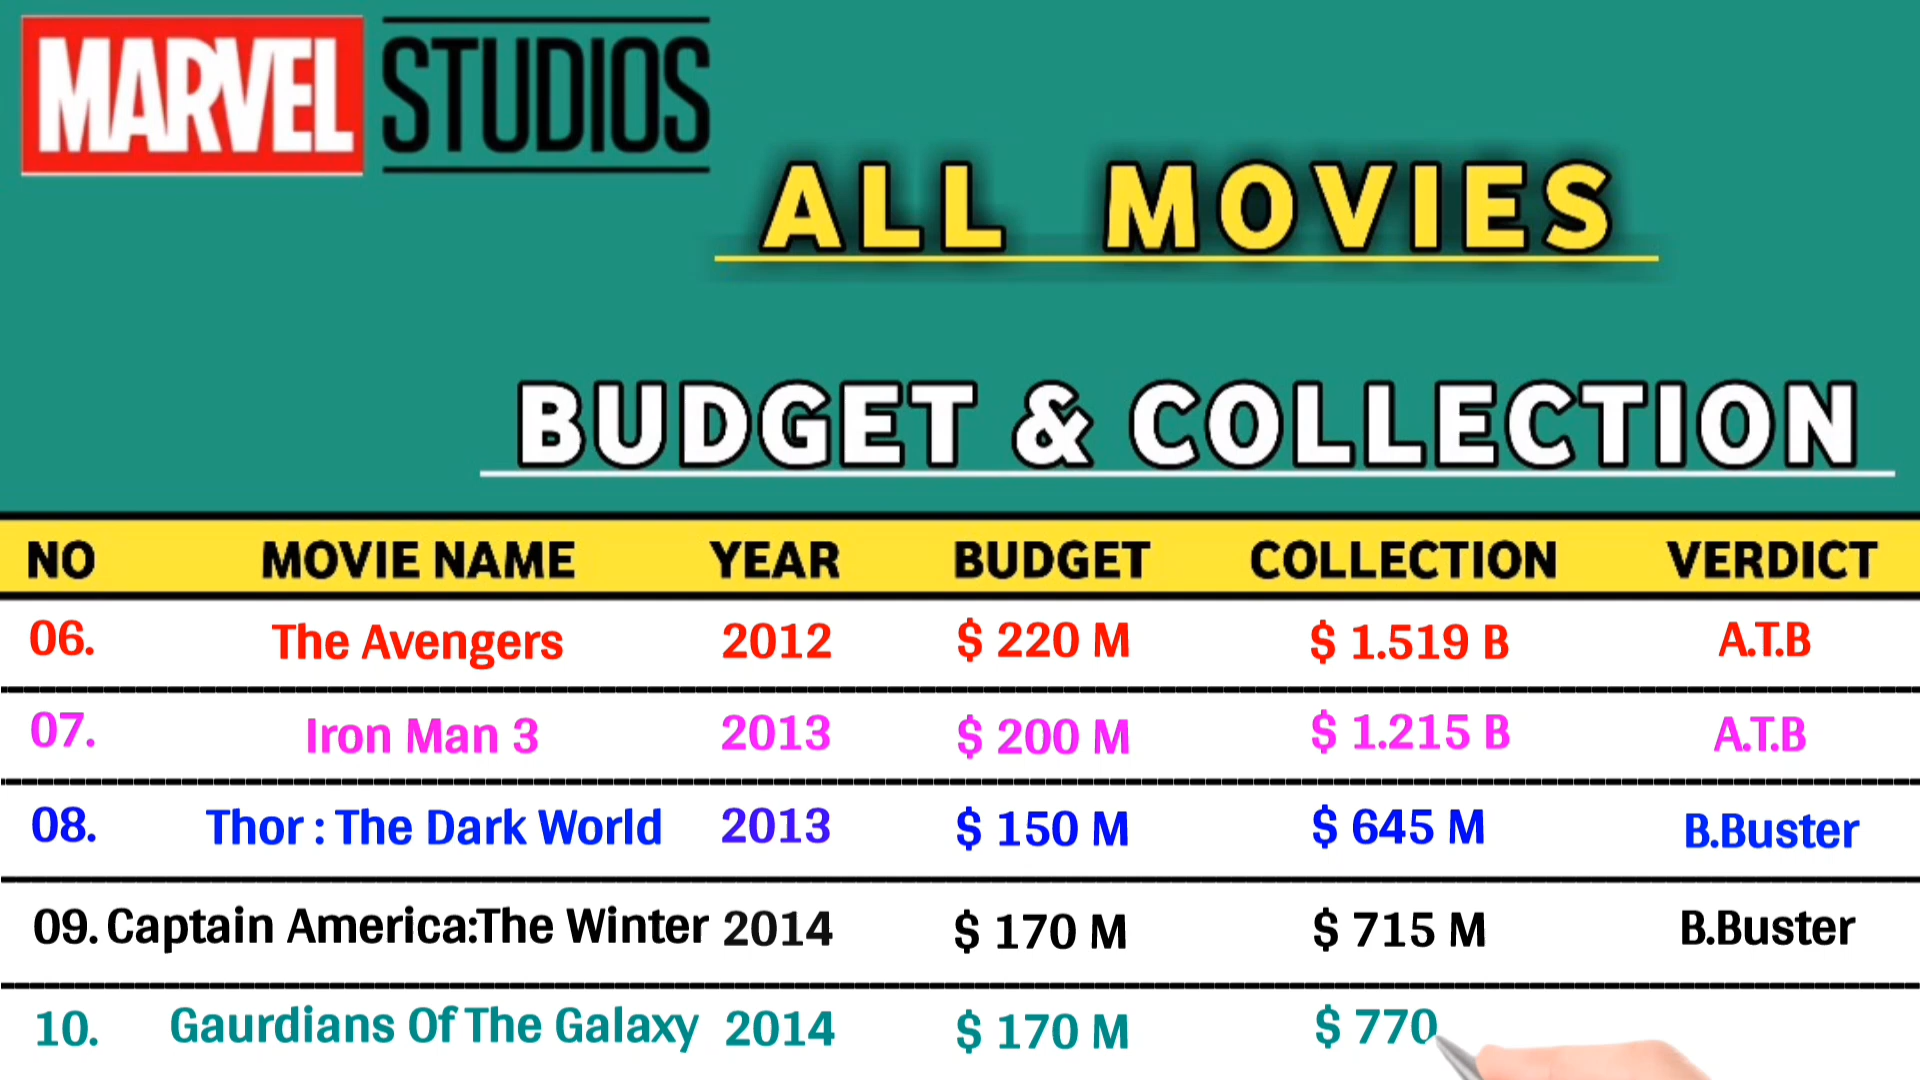 MARVEL STUDIOS
ALL MOVIES
BUDGET & COLLECTION
NO MOVIE NAME YEAR BUDGET COLLECTION VERDICT
06. The Avengers 2012 $ 220 M $ 1.519 B A.T.B
07. Iron Man 3 2013 $ 200 M $ 1.215 B A.T.B
08. Thor : The Dark World 2013 $ 150 M $ 645 M B.Buster
09. Captain America:The Winter 2014 $ 170 M $ 715 M B.Buster
10. Gaurdians Of The Galaxy 2014 $ 170 M $ 770